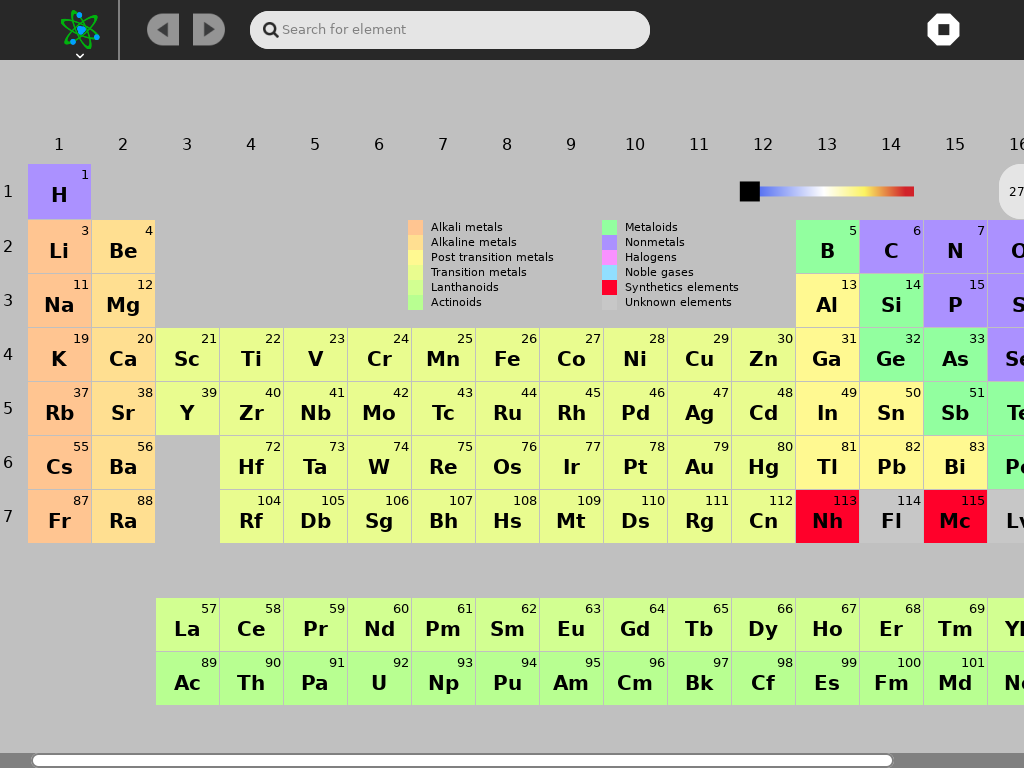 Search for element
1 2 3 4 5 6 7 8 9 10 11 12 13 14 15 16
1
1
H
27
2
3 4 5 6 7
Li Be B C N O
Alkali metals Metaloids
Alkaline metals Nonmetals
Post transition metals Halogens
Transition metals Noble gases
Lanthanoids Synthetics elements
Actinoids Unknown elements
3
11 12 13 14 15
Na Mg Al Si P S
4
19 20 21 22 23 24 25 26 27 28 29 30 31 32 33
K Ca Sc Ti V Cr Mn Fe Co Ni Cu Zn Ga Ge As Se
5
37 38 39 40 41 42 43 44 45 46 47 48 49 50 51
Rb Sr Y Zr Nb Mo Tc Ru Rh Pd Ag Cd In Sn Sb Te
6
55 56 72 73 74 75 76 77 78 79 80 81 82 83
Cs Ba Hf Ta W Re Os Ir Pt Au Hg Tl Pb Bi Po
7
87 88 104 105 106 107 108 109 110 111 112 113 114 115
Fr Ra Rf Db Sg Bh Hs Mt Ds Rg Cn Nh Fl Mc Lv
57 58 59 60 61 62 63 64 65 66 67 68 69
La Ce Pr Nd Pm Sm Eu Gd Tb Dy Ho Er Tm Yb
89 90 91 92 93 94 95 96 97 98 99 100 101
Ac Th Pa U Np Pu Am Cm Bk Cf Es Fm Md No